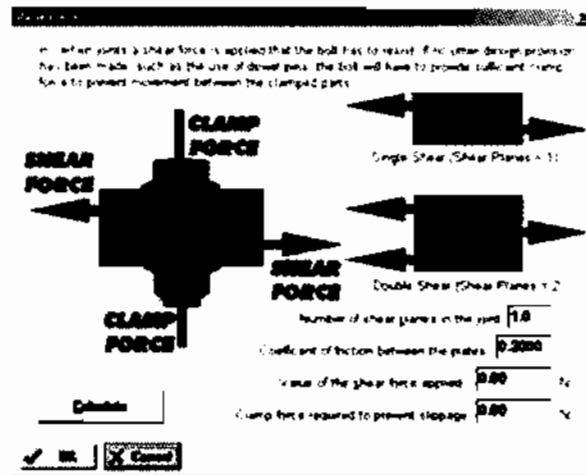 when joints a shear force is applied that the bolt has to resist. If no other design provision
has been made, such as the use of dowel pins, the bolt will have to provide sufficient clamp
force to prevent movement between the clamped parts
CLAMP
FORCE
SHEAR
FORCE
Single Shear (Shear Planes = 1)
SHEAR
FORCE
Double Shear (Shear Planes = 2
CLAMP
FORCE
Number of shear planes in the joint 1.0
Coefficient of friction between the plates 0.2000
Value of the shear force applied 0.00
Clamp force required to prevent slippage 0.00
Calculate
OK
Cancel